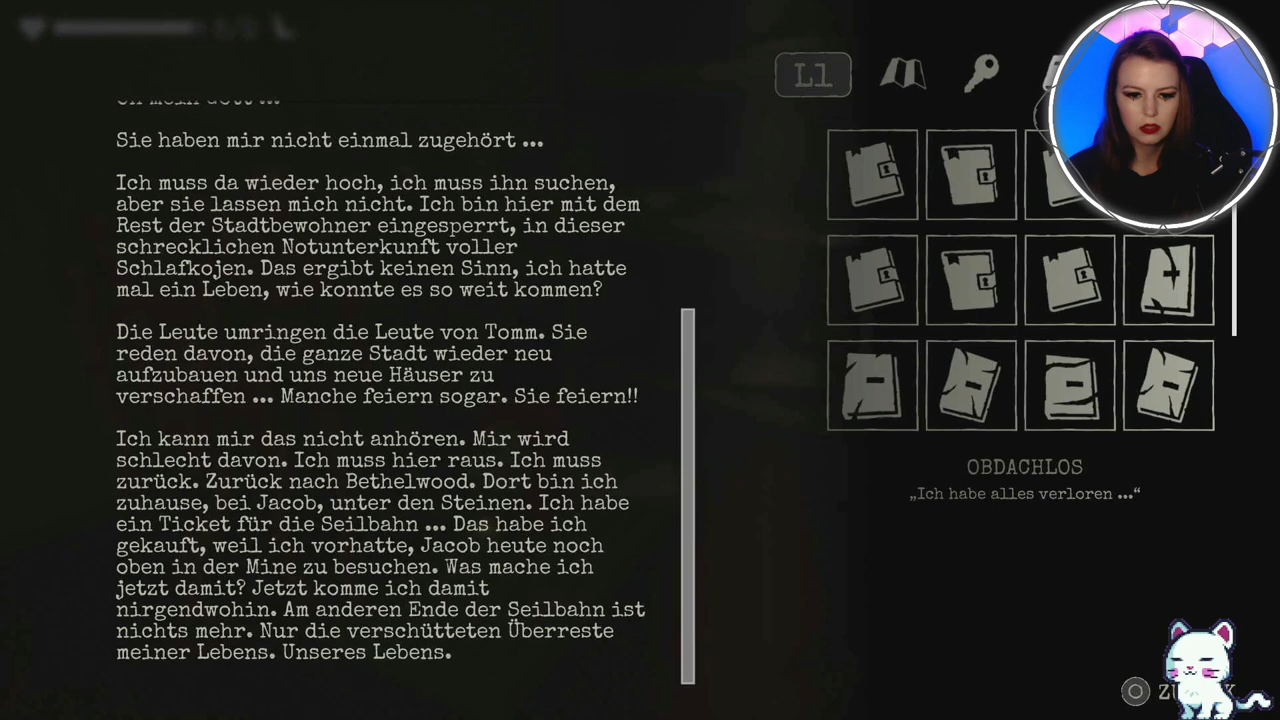 L1
Sie haben mir nicht einmal zugehört ...
Ich muss da wieder hoch, ich muss ihn suchen,
aber sie lassen mich nicht. Ich bin hier mit dem
Rest der Stadtbewohner eingesperrt, in dieser
schrecklichen Notunterkunft voller
Schlafkojen. Das ergibt keinen Sinn, ich hatte
mal ein Leben, wie konnte es so weit kommen?
Die Leute umringen die Leute von Tomm. Sie
reden davon, die ganze Stadt wieder neu
aufzubauen und uns neue Häuser zu
verschaffen ... Manche feiern sogar. Sie feiern!!
Ich kann mir das nicht anhören. Mir wird
schlecht davon. Ich muss hier raus. Ich muss
zurück. Zurück nach Bethelwood. Dort bin ich
zuhause, bei Jacob, unter den Steinen. Ich habe
ein Ticket für die Seilbahn ... Das habe ich
gekauft, weil ich vorhatte, Jacob heute noch
oben in der Mine zu besuchen. Was mache ich
jetzt damit? Jetzt komme ich damit
nirgendwohin. Am anderen Ende der Seilbahn ist
nichts mehr. Nur die verschütteten Überreste
meiner Lebens. Unseres Lebens.
OBDACHLOS
„Ich habe alles verloren ...“